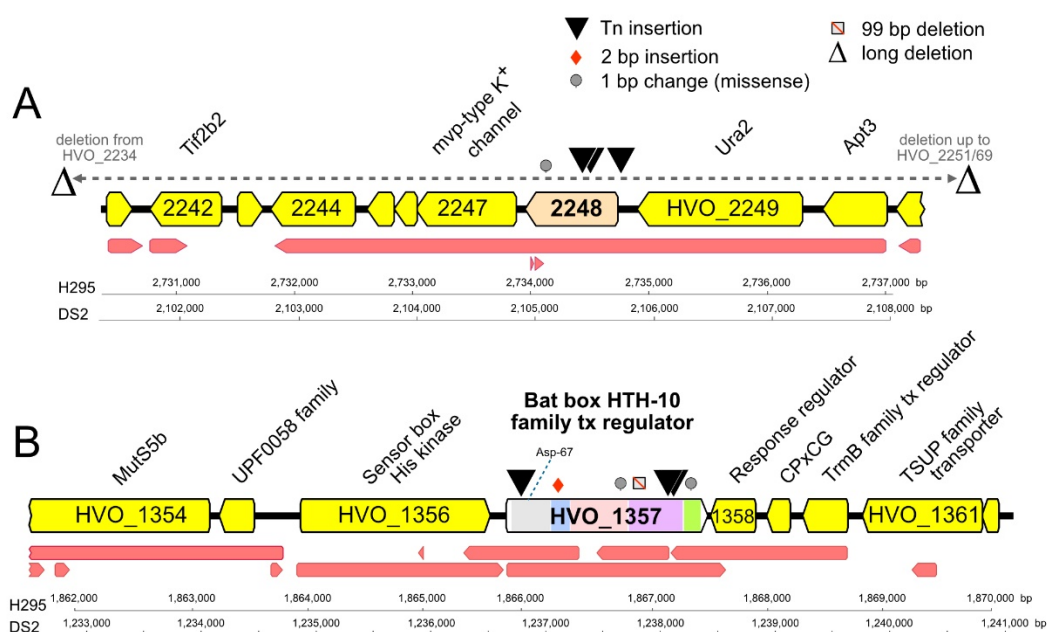 Tn insertion
2 bp insertion
1 bp change (missense)
99 bp deletion
long deletion
A
deletion from
HVO_2234
Tif2b2
mvp-type K+
channel
Ura2
Apt3
deletion up to
HVO_2251/69
Δ
Δ
2242
2244
2247
2248
HVO_2249
H295
2,731,000
2,732,000
2,733,000
2,734,000
2,735,000
2,736,000
2,737,000 bp
DS2
2,102,000
2,103,000
2,104,000
2,105,000
2,106,000
2,107,000
2,108,000 bp
B
MutS5b
UPF0058 family
Sensor box
His kinase
Bat box HTH-10
family tx regulator
Asp-67
Response regulator
CPxCG
TrmB family tx regulator
TSUP family
transporter
HVO_1354
HVO_1356
HVO_1357
1358
HVO_1361
H295
1,862,000
1,863,000
1,864,000
1,865,000
1,866,000
1,867,000
1,868,000
1,869,000
1,870,000 bp
DS2
1,233,000
1,234,000
1,235,000
1,236,000
1,237,000
1,238,000
1,239,000
1,240,000
1,241,000 bp